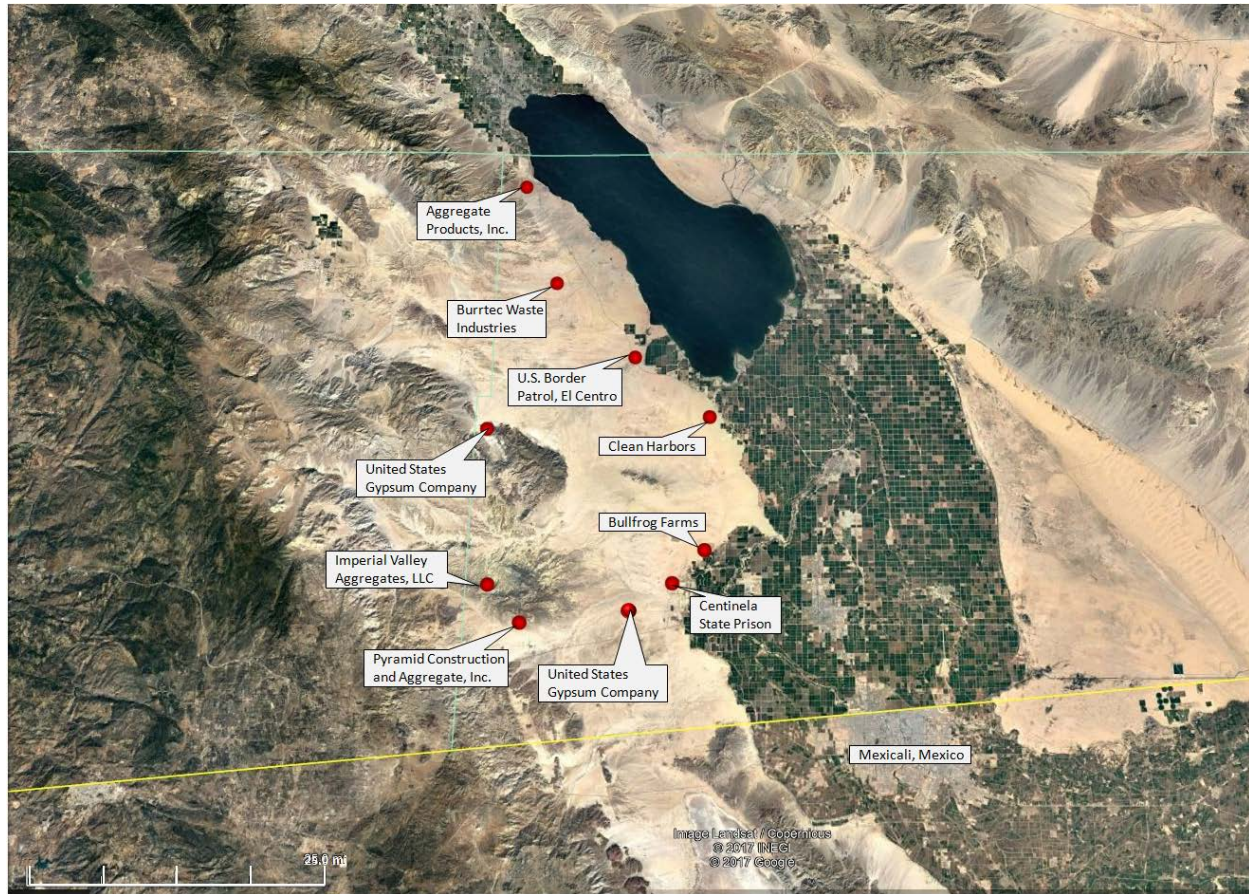 Aggregate
Products, Inc.
Burrtec Waste
Industries
U.S. Border
Patrol, El Centro
Clean Harbors
United States
Gypsum Company
Bullfrog Farms
Imperial Valley
Aggregates, LLC
Centinela
State Prison
Pyramid Construction
and Aggregate, Inc.
United States
Gypsum Company
Mexicali, Mexico
Image Landsat / Copernicus
© 2017 INEGI
© 2017 Google
25.0 mi